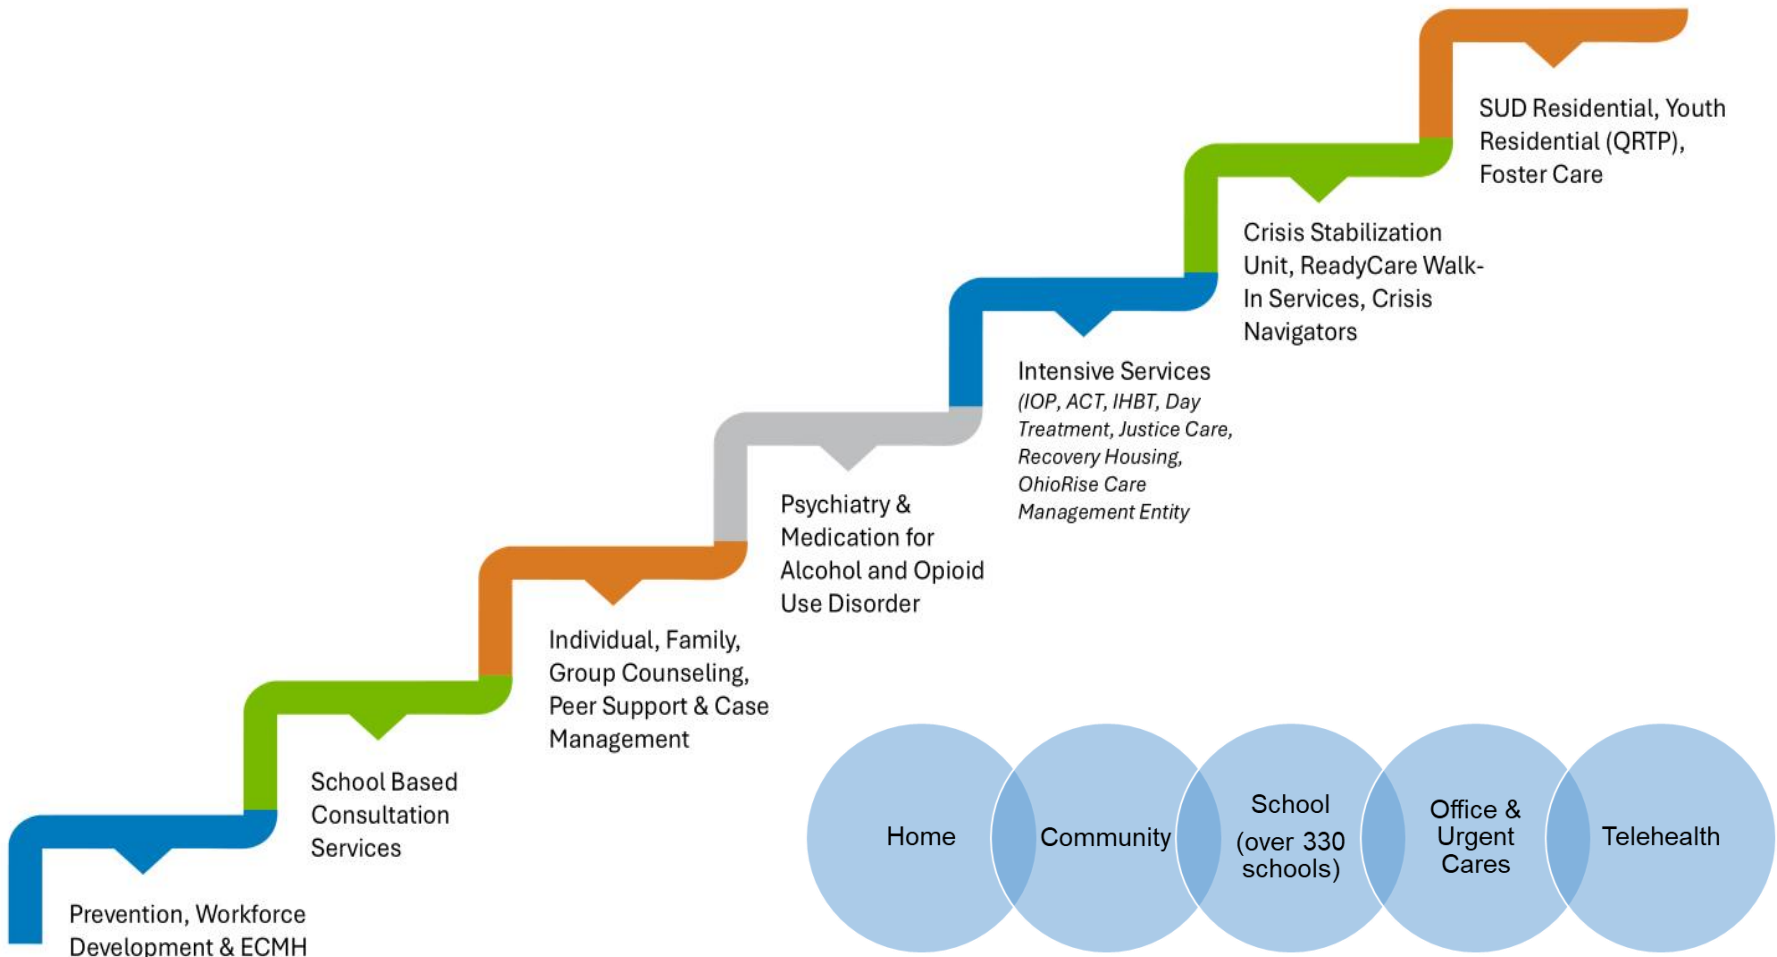 SUD Residential, Youth
Residential (QRTP),
Foster Care
Crisis Stabilization
Unit, ReadyCare Walk-
In Services, Crisis
Navigators
Intensive Services
(IOP, ACT, IHBT, Day
Treatment, Justice Care,
Recovery Housing,
OhioRise Care
Management Entity
Psychiatry &
Medication for
Alcohol and Opioid
Use Disorder
Individual, Family,
Group Counseling,
Peer Support & Case
Management
School Based
Consultation
Services
Prevention, Workforce
Development & ECMH
Home
Community
School
(over 330
schools)
Office &
Urgent
Cares
Telehealth